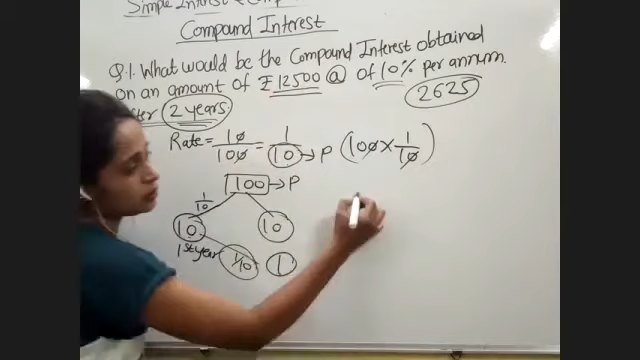 Simple Interest &
Compound Interest
Q.1. What would be the Compound Interest obtained
on an amount of ₹12500 @ of 10% per annum
after 2 years
2625
Rate = 10/100 = 1/10 → P (100 × 1/10)
100 → P
1/10
10 10
1st year 1/10 1